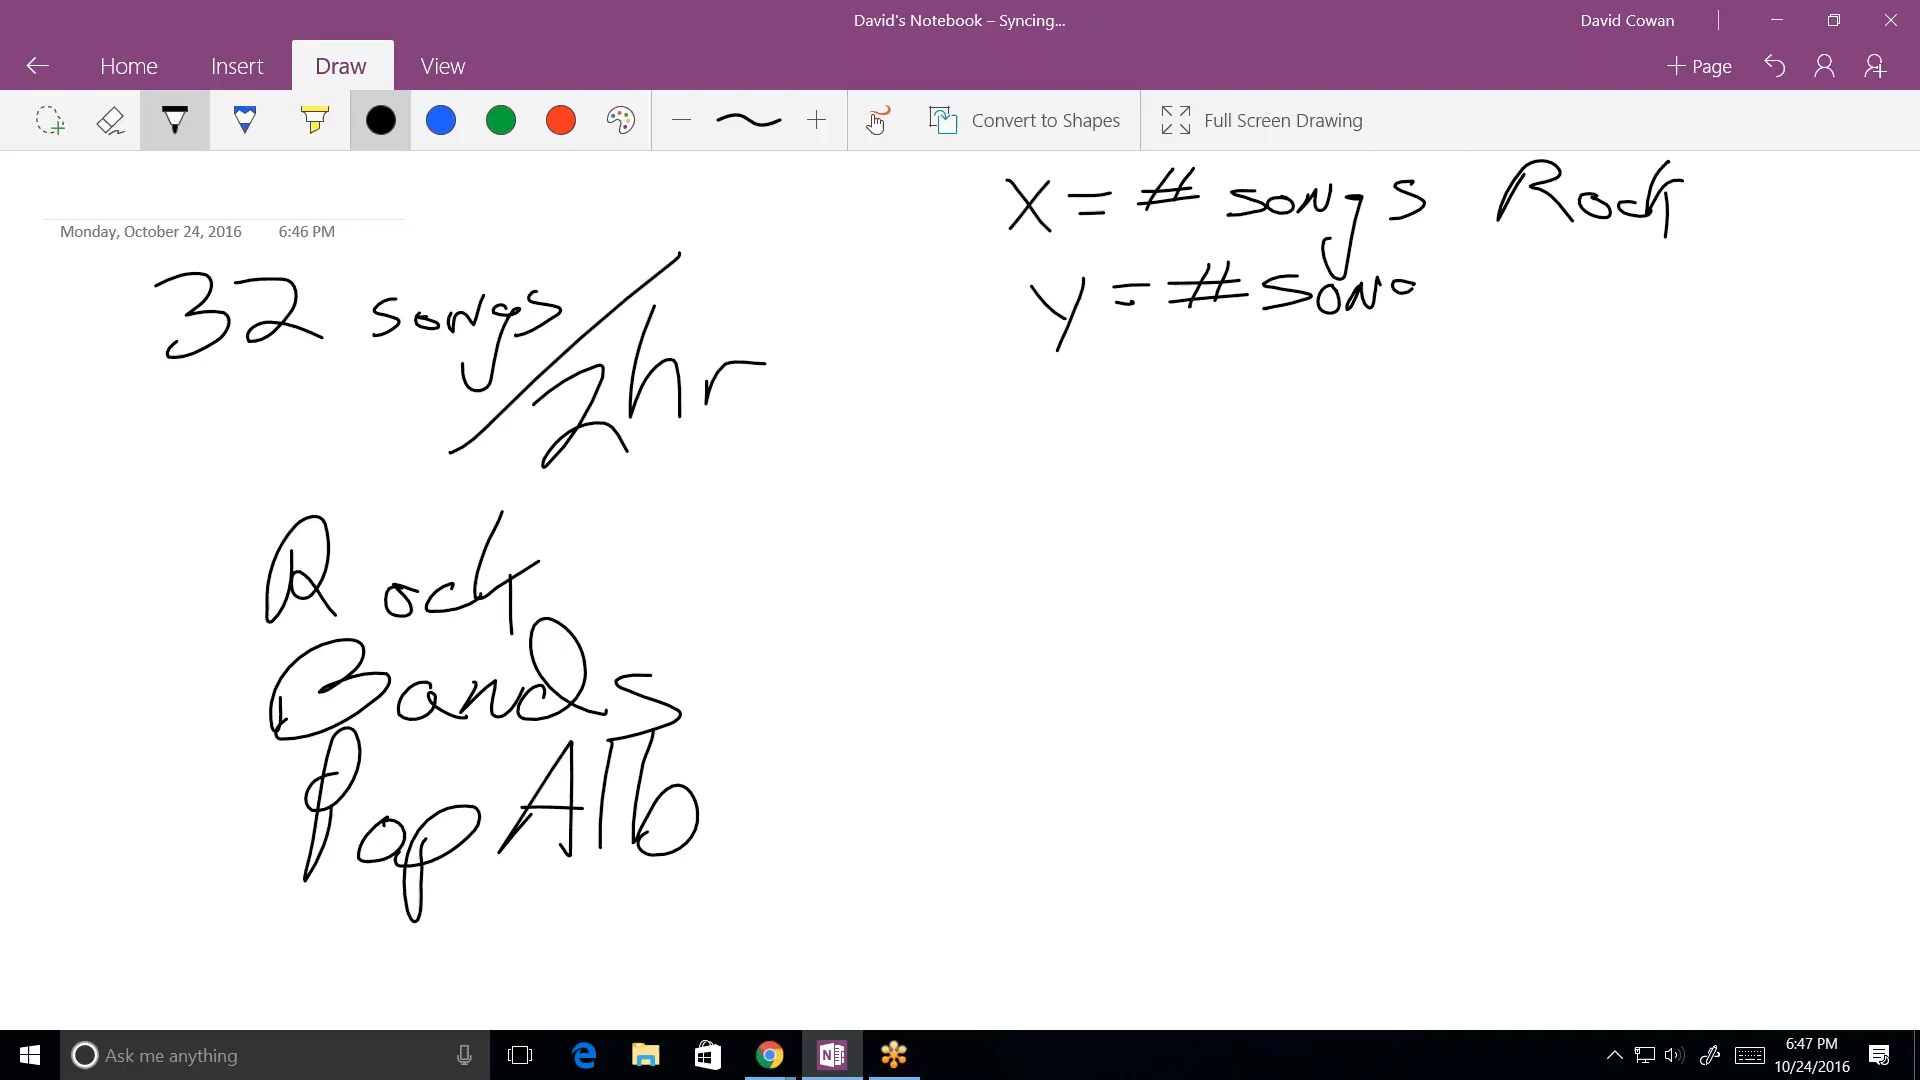 David's Notebook – Syncing...
David Cowan
Home Insert Draw View
Page
Convert to Shapes
Full Screen Drawing
Monday, October 24, 2016 6:46 PM
x = # songs Rock
y = # song
32 songs/2hr
Rock
Bands
Pop Alb
Ask me anything
6:47 PM
10/24/2016